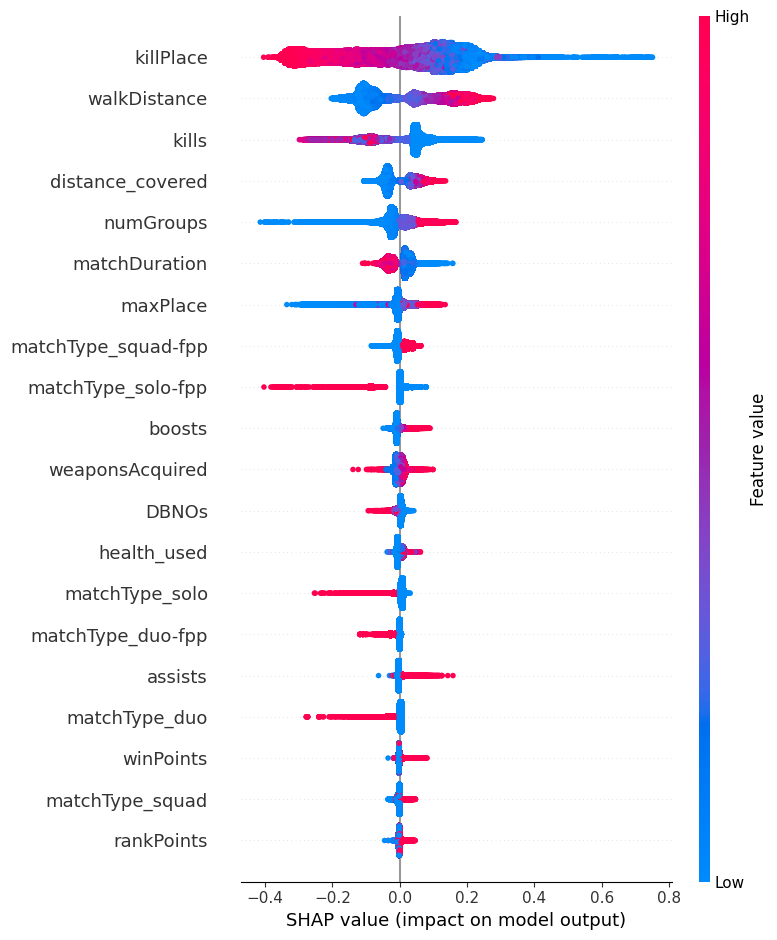 High
killPlace
walkDistance
kills
distance_covered
numGroups
matchDuration
maxPlace
matchType_squad-fpp
matchType_solo-fpp
boosts
weaponsAcquired
DBNOs
health_used
matchType_solo
matchType_duo-fpp
assists
matchType_duo
winPoints
matchType_squad
rankPoints
Feature value
Low
−0.4 −0.2 0.0 0.2 0.4 0.6 0.8
SHAP value (impact on model output)